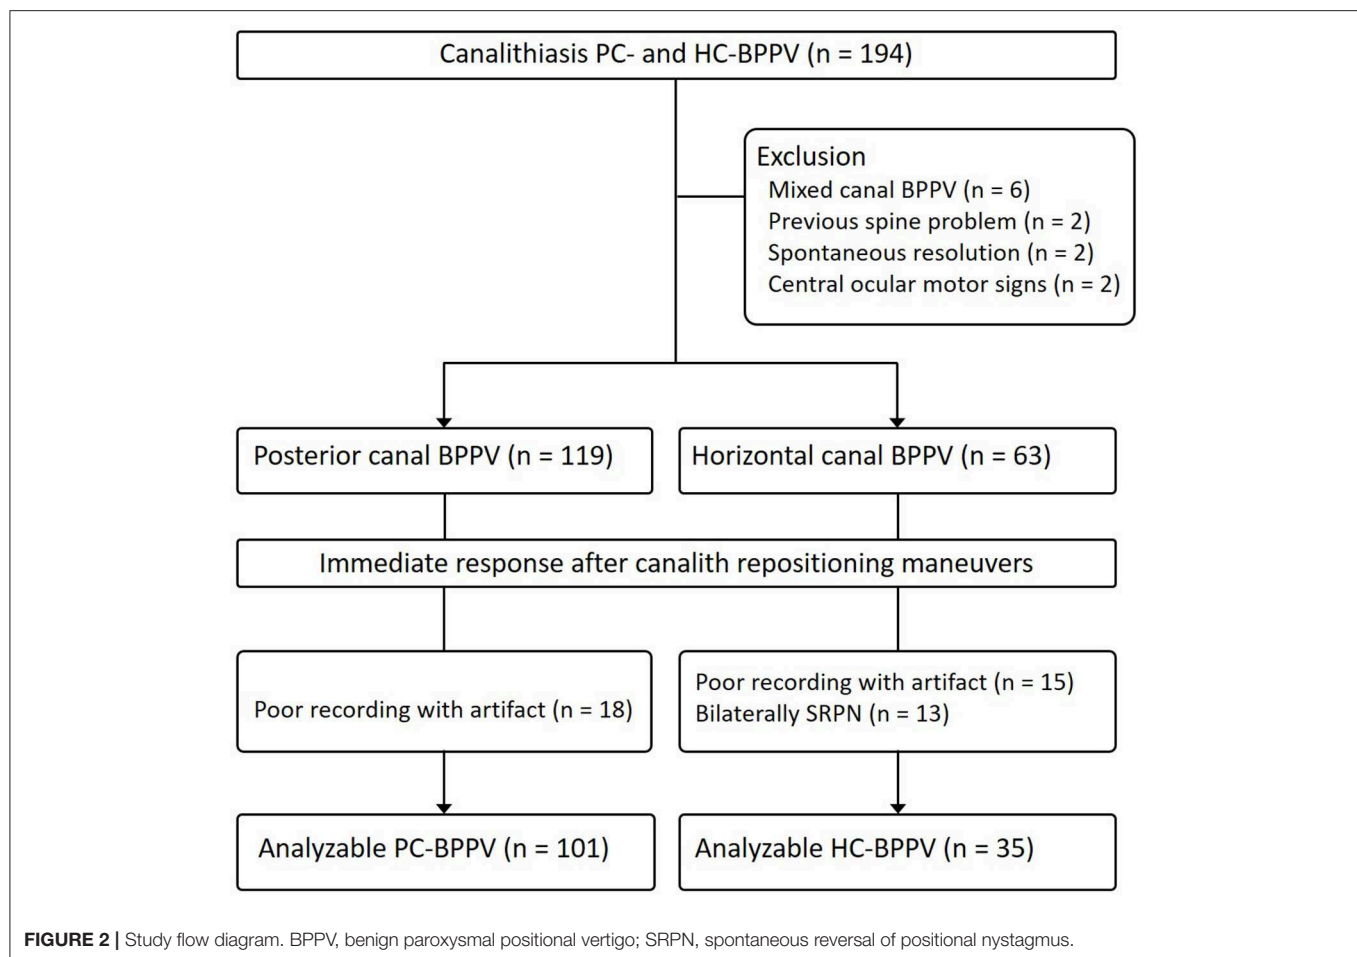 Canalithiasis PC- and HC-BPPV (n = 194)
Exclusion
Mixed canal BPPV (n = 6)
Previous spine problem (n = 2)
Spontaneous resolution (n = 2)
Central ocular motor signs (n = 2)
Posterior canal BPPV (n = 119)
Horizontal canal BPPV (n = 63)
Immediate response after canalith repositioning maneuvers
Poor recording with artifact (n = 18)
Poor recording with artifact (n = 15)
Bilaterally SRPN (n = 13)
Analyzable PC-BPPV (n = 101)
Analyzable HC-BPPV (n = 35)
FIGURE 2 | Study flow diagram. BPPV, benign paroxysmal positional vertigo; SRPN, spontaneous reversal of positional nystagmus.